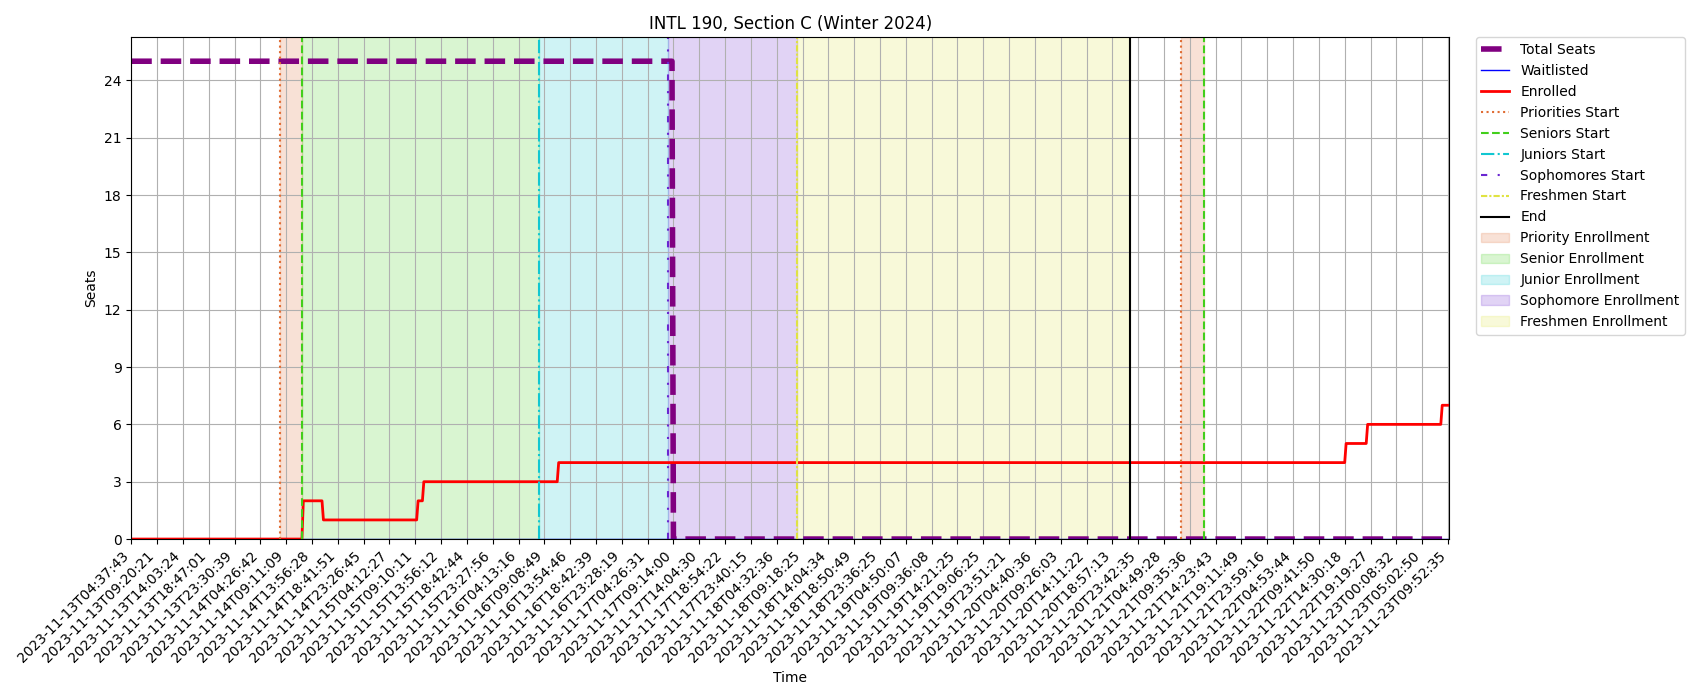 INTL 190, Section C (Winter 2024)
Total Seats
Waitlisted
Enrolled
Priorities Start
Seniors Start
Juniors Start
Sophomores Start
Freshmen Start
End
Priority Enrollment
Senior Enrollment
Junior Enrollment
Sophomore Enrollment
Freshmen Enrollment
Seats
24
21
18
15
12
9
6
3
0
2023-11-13T04:37:43
2023-11-13T09:20:21
2023-11-13T14:03:24
2023-11-13T18:47:01
2023-11-13T23:30:39
2023-11-14T04:26:42
2023-11-14T09:11:09
2023-11-14T13:56:28
2023-11-14T18:41:51
2023-11-14T23:26:45
2023-11-15T04:12:27
2023-11-15T09:10:11
2023-11-15T13:56:12
2023-11-15T18:42:44
2023-11-15T23:27:56
2023-11-16T04:13:16
2023-11-16T09:08:49
2023-11-16T13:54:46
2023-11-16T18:42:39
2023-11-16T23:28:19
2023-11-17T04:26:31
2023-11-17T09:14:00
2023-11-17T14:04:30
2023-11-17T18:54:22
2023-11-17T23:40:15
2023-11-18T04:32:36
2023-11-18T09:18:25
2023-11-18T14:04:34
2023-11-18T18:50:49
2023-11-18T23:36:25
2023-11-19T04:50:07
2023-11-19T09:36:08
2023-11-19T14:21:25
2023-11-19T19:06:25
2023-11-19T23:51:21
2023-11-20T04:40:36
2023-11-20T09:26:03
2023-11-20T14:11:22
2023-11-20T18:57:13
2023-11-20T23:42:35
2023-11-21T04:49:28
2023-11-21T09:35:36
2023-11-21T14:23:43
2023-11-21T19:11:49
2023-11-21T23:59:16
2023-11-22T04:53:44
2023-11-22T09:41:50
2023-11-22T14:30:18
2023-11-22T19:19:27
2023-11-23T00:08:32
2023-11-23T05:02:50
2023-11-23T09:52:35
Time